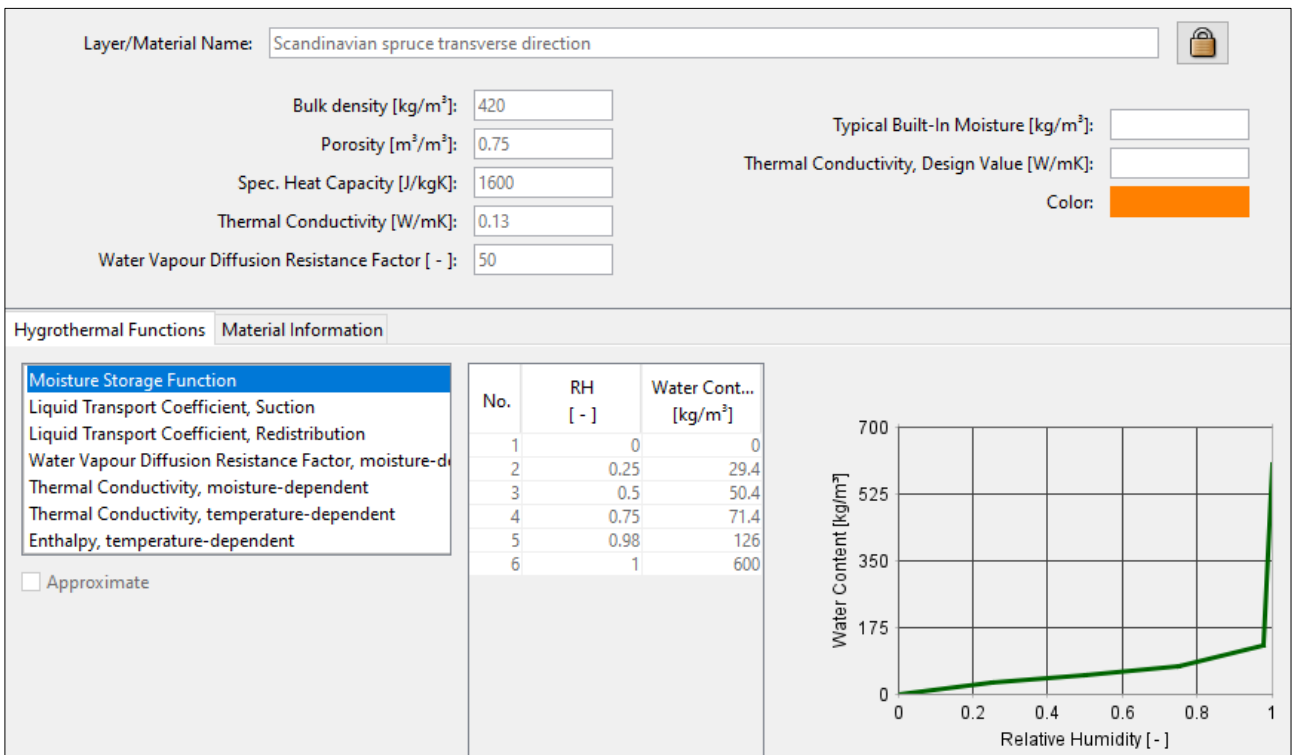 Layer/Material Name: Scandinavian spruce transverse direction
Bulk density [kg/m³]: 420
Porosity [m³/m³]: 0.75
Spec. Heat Capacity [J/kgK]: 1600
Thermal Conductivity [W/mK]: 0.13
Water Vapour Diffusion Resistance Factor [ - ]: 50
Typical Built-In Moisture [kg/m³]:
Thermal Conductivity, Design Value [W/mK]:
Color:
Hygrothermal Functions Material Information
Moisture Storage Function
Liquid Transport Coefficient, Suction
Liquid Transport Coefficient, Redistribution
Water Vapour Diffusion Resistance Factor, moisture-d
Thermal Conductivity, moisture-dependent
Thermal Conductivity, temperature-dependent
Enthalpy, temperature-dependent
Approximate
No. RH [ - ] Water Cont... [kg/m³]
1 0 0
2 0.25 29.4
3 0.5 50.4
4 0.75 71.4
5 0.98 126
6 1 600
Water Content [kg/m³]
700
525
350
175
0
0 0.2 0.4 0.6 0.8 1
Relative Humidity [ - ]